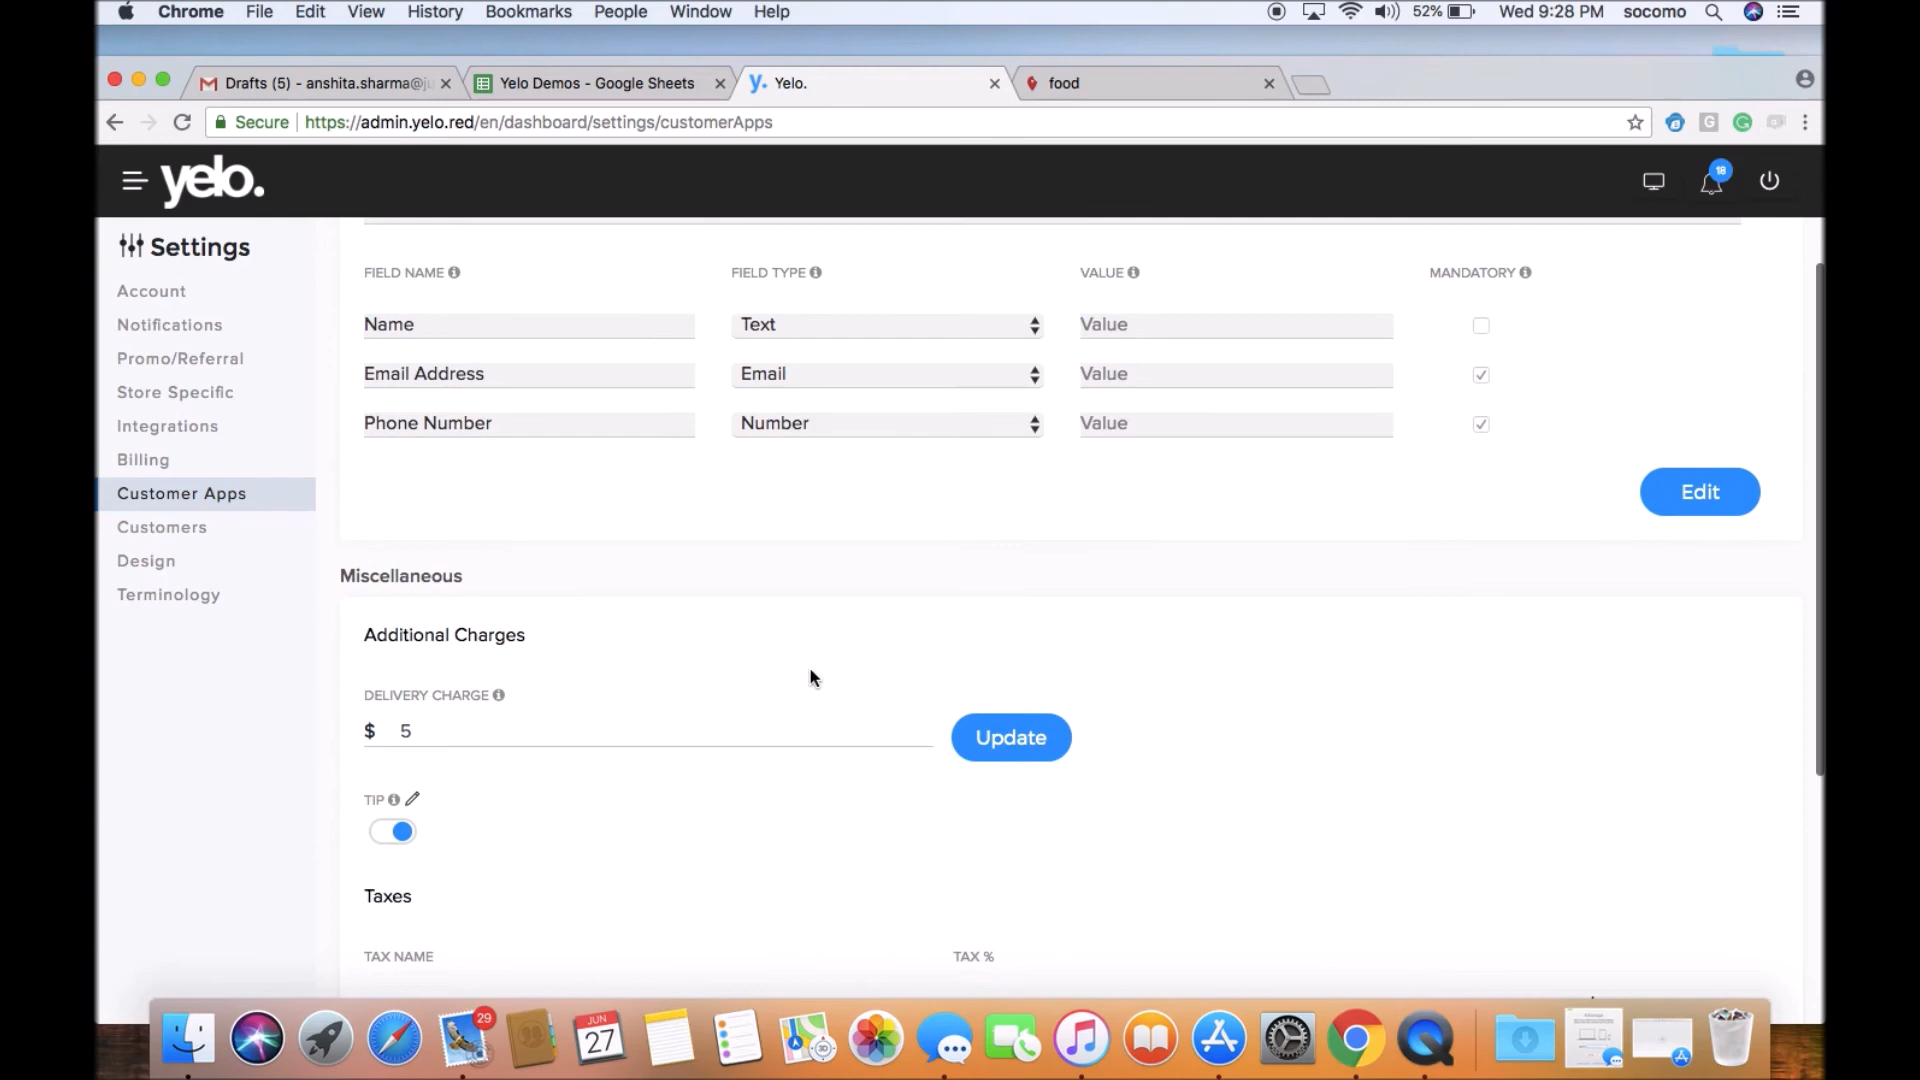 Chrome File Edit View History Bookmarks People Window Help 52% Wed 9:28 PM socomo
Drafts (5) - anshita.sharma@ju Yelo Demos - Google Sheets y. Yelo. food
Secure https://admin.yelo.red/en/dashboard/settings/customerApps
yelo. 18
Settings
Account
Notifications
Promo/Referral
Store Specific
Integrations
Billing
Customer Apps
Customers
Design
Terminology
FIELD NAME FIELD TYPE VALUE MANDATORY
Name Text Value
Email Address Email Value
Phone Number Number Value
Edit
Miscellaneous
Additional Charges
DELIVERY CHARGE
$ 5 Update
TIP
Taxes
TAX NAME TAX %
29
JUN
27